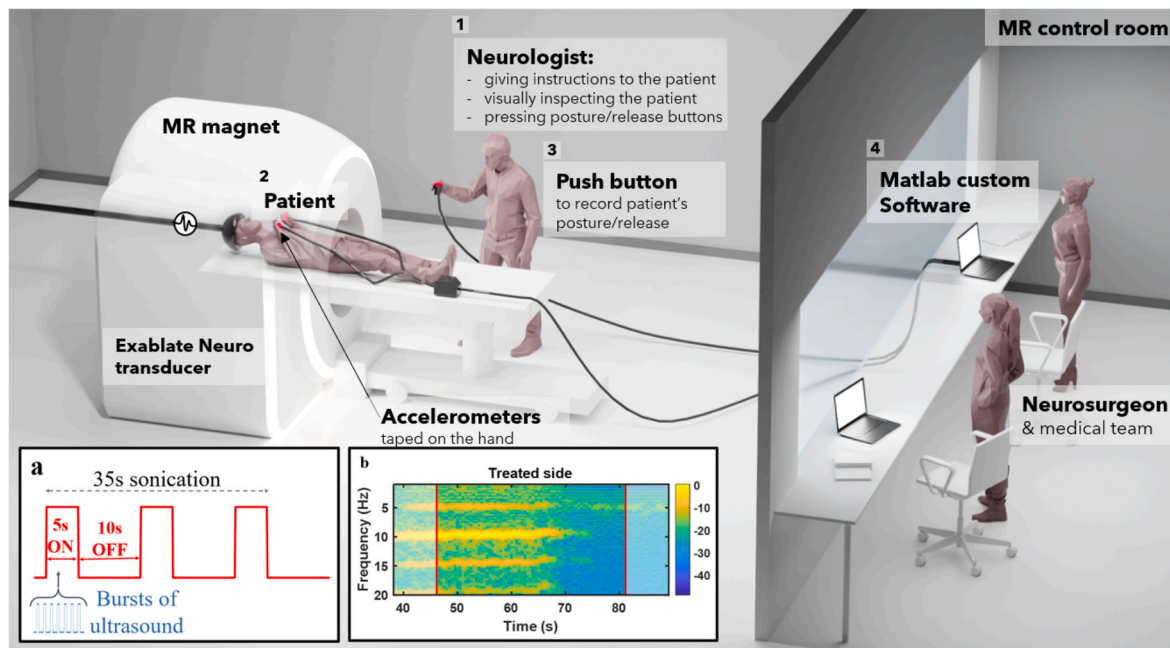 MR control room
1
Neurologist:
- giving instructions to the patient
- visually inspecting the patient
- pressing posture/release buttons
MR magnet
2
Patient
3
Push button
to record patient's
posture/release
4
Matlab custom
Software
Exablate Neuro
transducer
Accelerometers
taped on the hand
Neurosurgeon
& medical team
a
35s sonication
5s
ON
10s
OFF
Bursts of
ultrasound
b
Treated side
Frequency (Hz)
5
10
15
20
40
50
60
70
80
Time (s)
0
-10
-20
-30
-40